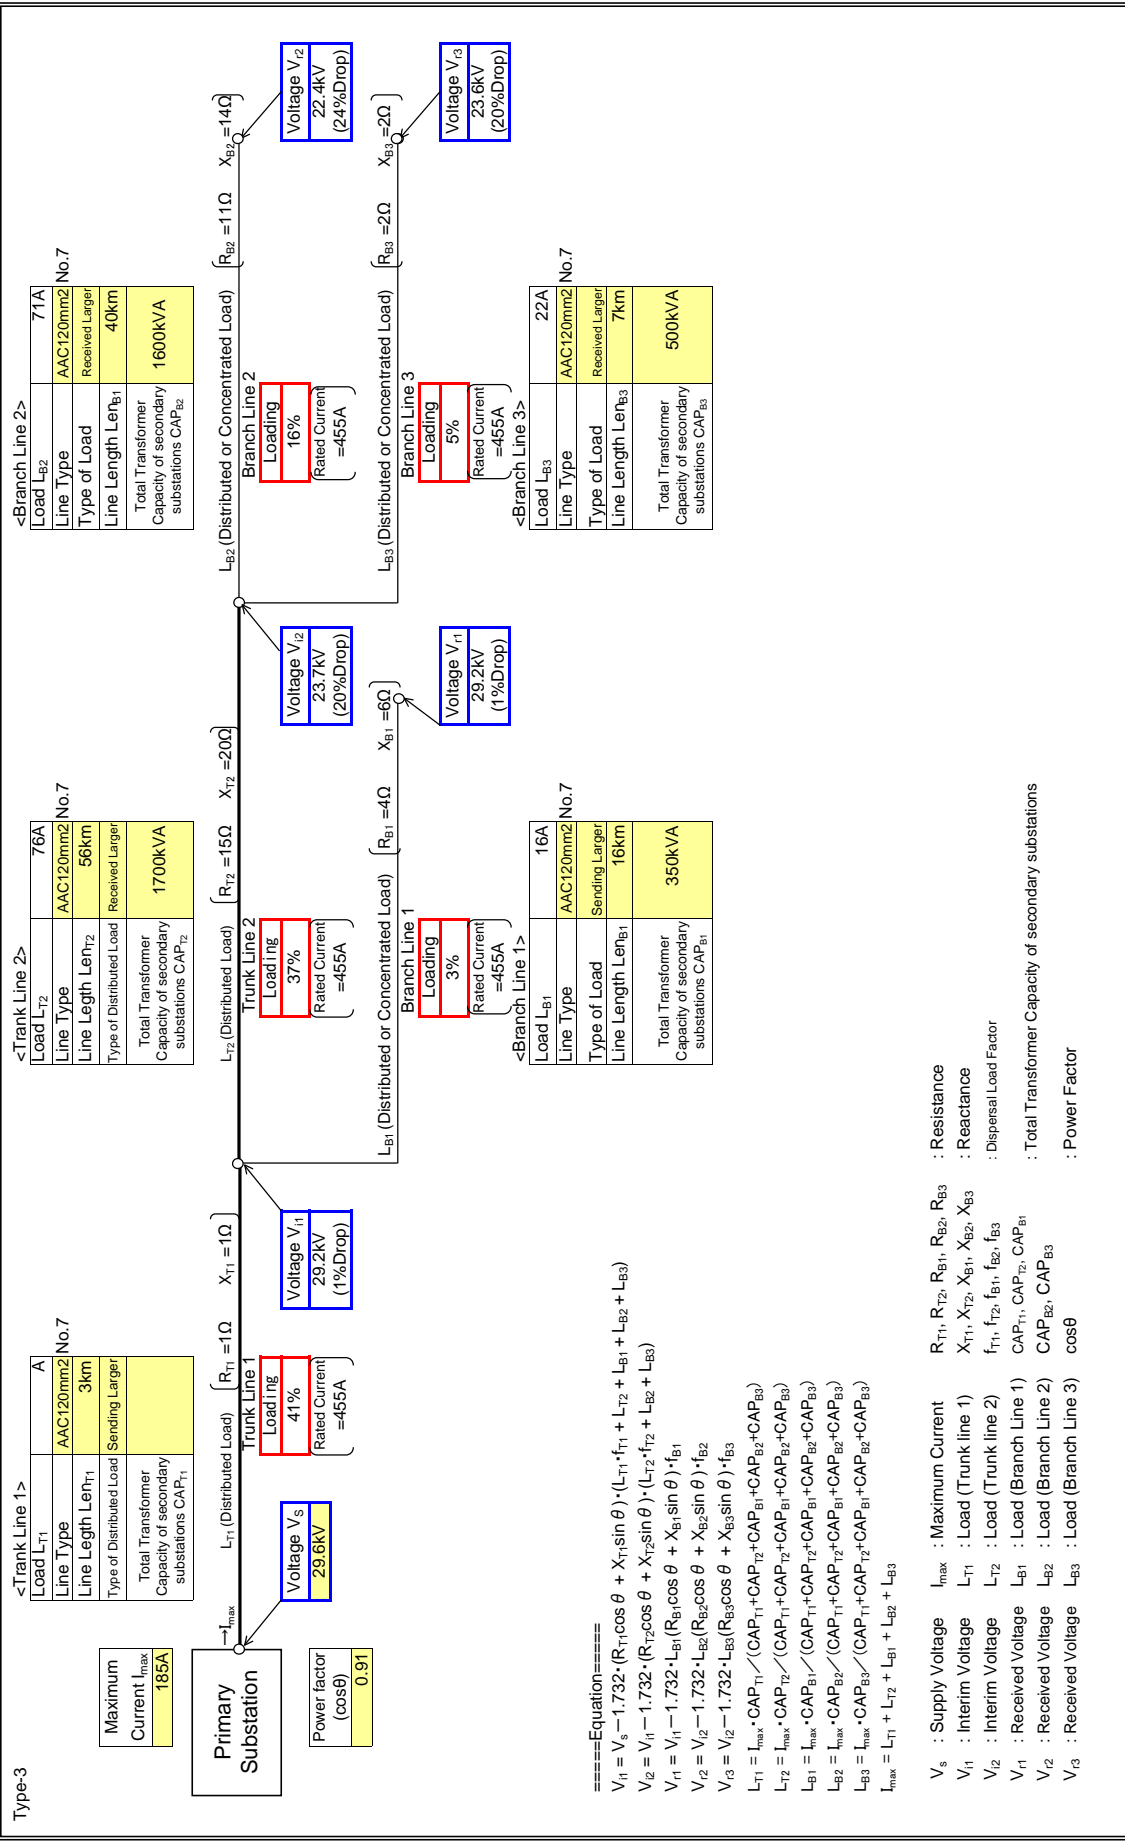 Type-3
Maximum
Current Imax
185A
Primary
Substation
Power factor
(cosθ)
0.91
<Trank Line 1>
Load LT1 A
Line Type AAC120mm2 No.7
Line Legth LenT1 3km
Type of Distributed Load Sending Larger
Total Transformer
Capacity of secondary
substations CAPT1
→Imax
LT1 (Distributed Load)
RT1 =1Ω XT1 =1Ω
Trunk Line 1
Loading
41%
Rated Current
=455A
Voltage VS
29.6kV
Voltage Vi1
29.2kV
(1%Drop)
<Trank Line 2>
Load LT2 76A
Line Type AAC120mm2 No.7
Line Legth LenT2 56km
Type of Distributed Load Received Larger
Total Transformer
Capacity of secondary
substations CAPT2
1700kVA
LT2 (Distributed Load)
RT2 =15Ω XT2 =20Ω
Trunk Line 2
Loading
37%
Rated Current
=455A
Voltage Vi2
23.7kV
(20%Drop)
LB1 (Distributed or Concentrated Load)
RB1 =4Ω XB1 =6Ω
Branch Line 1
Loading
3%
Rated Current
=455A
Voltage Vr1
29.2kV
(1%Drop)
<Branch Line 1>
Load LB1 16A
Line Type AAC120mm2 No.7
Type of Load Sending Larger
Line Length LenB1 16km
Total Transformer
Capacity of secondary
substations CAPB1
350kVA
<Branch Line 2>
Load LB2 71A
Line Type AAC120mm2 No.7
Type of Load Received Larger
Line Length LenB1 40km
Total Transformer
Capacity of secondary
substations CAPB2
1600kVA
LB2 (Distributed or Concentrated Load)
RB2 =11Ω XB2 =14Ω
Branch Line 2
Loading
16%
Rated Current
=455A
Voltage Vr2
22.4kV
(24%Drop)
LB3 (Distributed or Concentrated Load)
RB3 =2Ω XB3 =2Ω
Branch Line 3
Loading
5%
Rated Current
=455A
Voltage Vr3
23.6kV
(20%Drop)
<Branch Line 3>
Load LB3 22A
Line Type AAC120mm2 No.7
Type of Load Received Larger
Line Length LenB3 7km
Total Transformer
Capacity of secondary
substations CAPB3
500kVA
=====Equation=====
Vi1 = Vs－1.732・(RT1cos θ + XT1sin θ)・(LT1・fT1 + LT2 + LB1 + LB2 + LB3)
Vi2 = Vi1－1.732・(RT2cos θ + XT2sin θ)・(LT2・fT2 + LB2 + LB3)
Vr1 = Vi1－1.732・LB1(RB1cos θ + XB1sin θ)・fB1
Vr2 = Vi2－1.732・LB2(RB2cos θ + XB2sin θ)・fB2
Vr3 = Vi2－1.732・LB3(RB3cos θ + XB3sin θ)・fB3
LT1 = Imax・CAPT1／(CAPT1+CAPT2+CAPB1+CAPB2+CAPB3)
LT2 = Imax・CAPT2／(CAPT1+CAPT2+CAPB1+CAPB2+CAPB3)
LB1 = Imax・CAPB1／(CAPT1+CAPT2+CAPB1+CAPB2+CAPB3)
LB2 = Imax・CAPB2／(CAPT1+CAPT2+CAPB1+CAPB2+CAPB3)
LB3 = Imax・CAPB3／(CAPT1+CAPT2+CAPB1+CAPB2+CAPB3)
Imax = LT1 + LT2 + LB1 + LB2 + LB3
Vs : Supply Voltage Imax : Maximum Current RT1, RT2, RB1, RB2, RB3 : Resistance
Vi1 : Interim Voltage LT1 : Load (Trunk line 1) XT1, XT2, XB1, XB2, XB3 : Reactance
Vi2 : Interim Voltage LT2 : Load (Trunk line 2) fT1, fT2, fB1, fB2, fB3 : Dispersal Load Factor
Vr1 : Received Voltage LB1 : Load (Branch Line 1) CAPT1, CAPT2, CAPB1 : Total Transformer Capacity of secondary substations
Vr2 : Received Voltage LB2 : Load (Branch Line 2) CAPB2, CAPB3
Vr3 : Received Voltage LB3 : Load (Branch Line 3) cosθ : Power Factor